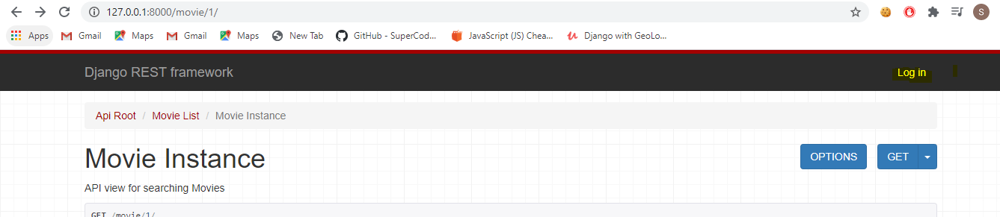 127.0.0.1:8000/movie/1/
S
Apps Gmail Maps Gmail Maps New Tab GitHub - SuperCod... JavaScript (JS) Chea... Django with GeoLo...
Django REST framework Log in
Api Root / Movie List / Movie Instance
Movie Instance OPTIONS GET
API view for searching Movies
GET /movie/1/